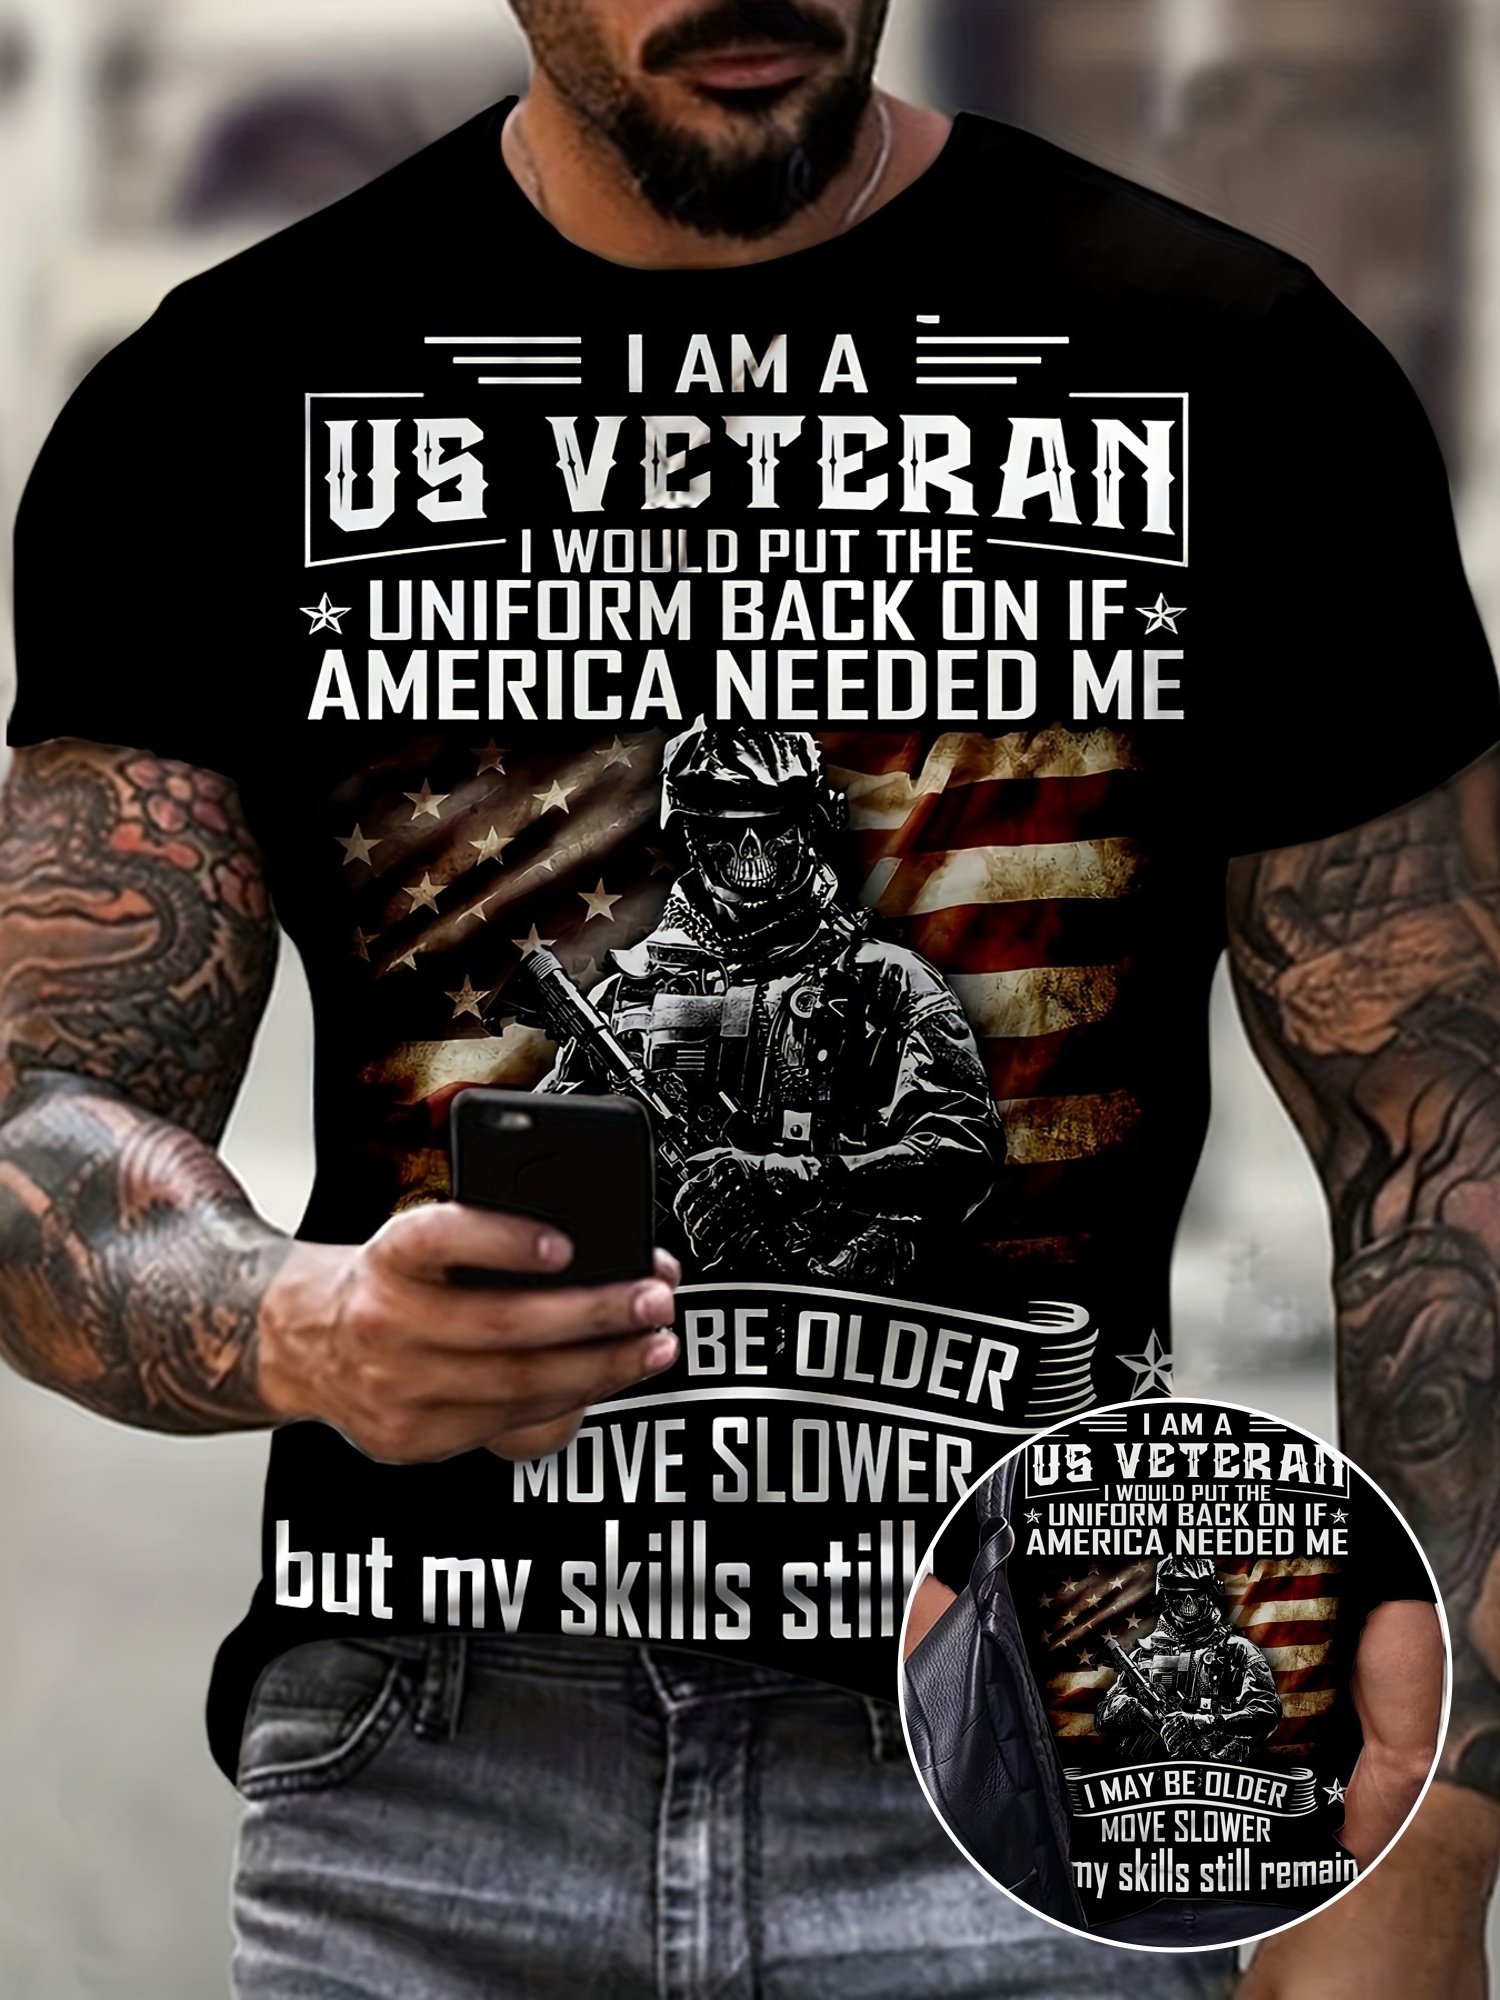 I AM A
US VETERAN
I WOULD PUT THE
UNIFORM BACK ON IF
AMERICA NEEDED ME
BE OLDER
MOVE SLOWER
but my skills still
I AM A
US VETERAN
I WOULD PUT THE
UNIFORM BACK ON IF
AMERICA NEEDED ME
I MAY BE OLDER
MOVE SLOWER
my skills still remain